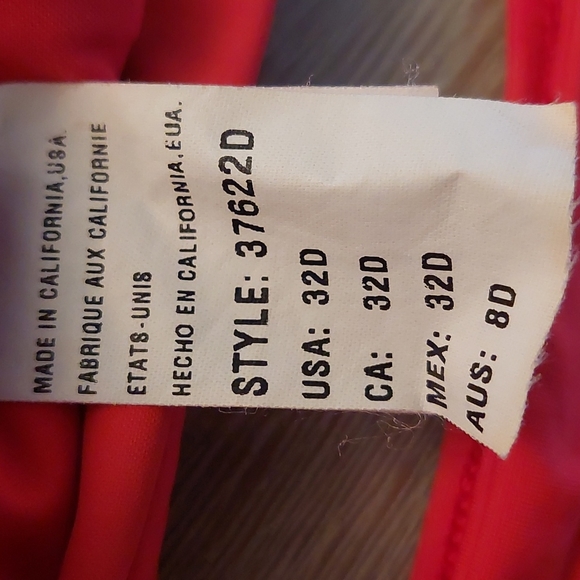 MADE IN CALIFORNIA,USA.
FABRIQUE AUX CALIFORNIE
ETATS-UNIS
HECHO EN CALIFORNIA.EUA.
STYLE: 37622D
USA: 32D
CA: 32D
MEX: 32D
AUS: 8D